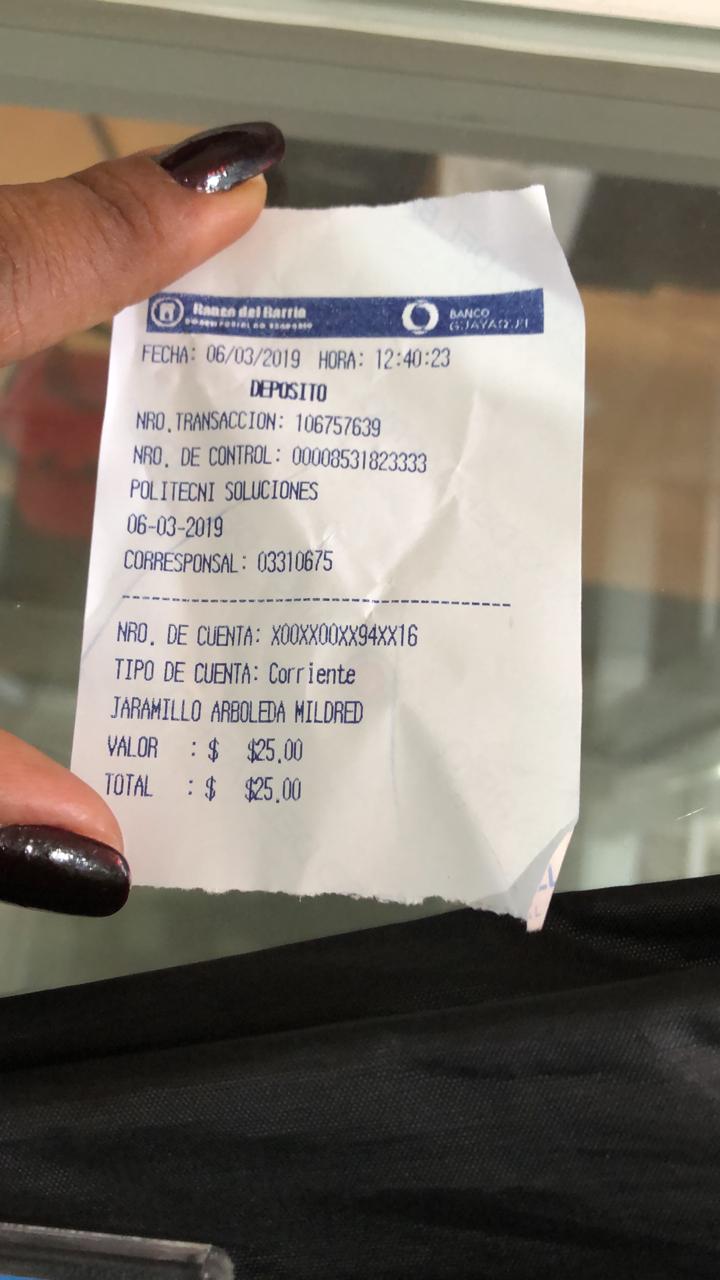 Banco del Barrio
BANCO
GUAYAQUIL
FECHA: 06/03/2019 HORA: 12:40:23
DEPOSITO
NRO.TRANSACCION: 106757639
NRO. DE CONTROL: 00008531823333
POLITECNI SOLUCIONES
06-03-2019
CORRESPONSAL: 03310675
NRO. DE CUENTA: X00XX00XX94XX16
TIPO DE CUENTA: Corriente
JARAMILLO ARBOLEDA MILDRED
VALOR : $ $25.00
TOTAL : $ $25.00